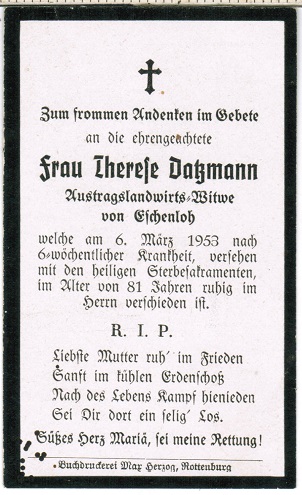 Zum frommen Andenken im Gebete
an die ehrengeachtete
Frau Therese Datzmann
Austragslandwirts-Witwe
von Eschenloh
welche am 6. März 1953 nach
6-wöchentlicher Krankheit, versehen
mit den heiligen Sterbesakramenten,
im Alter von 81 Jahren ruhig im
Herrn verschieden ist.
R. I. P.
Liebste Mutter ruh' im Frieden
Sanft im kühlen Erdenschoß
Nach des Lebens Kampf hienieden
Sei Dir dort ein selig' Los.
Süßes Herz Mariä, sei meine Rettung!
Buchdruckerei Max Herzog, Rottenburg